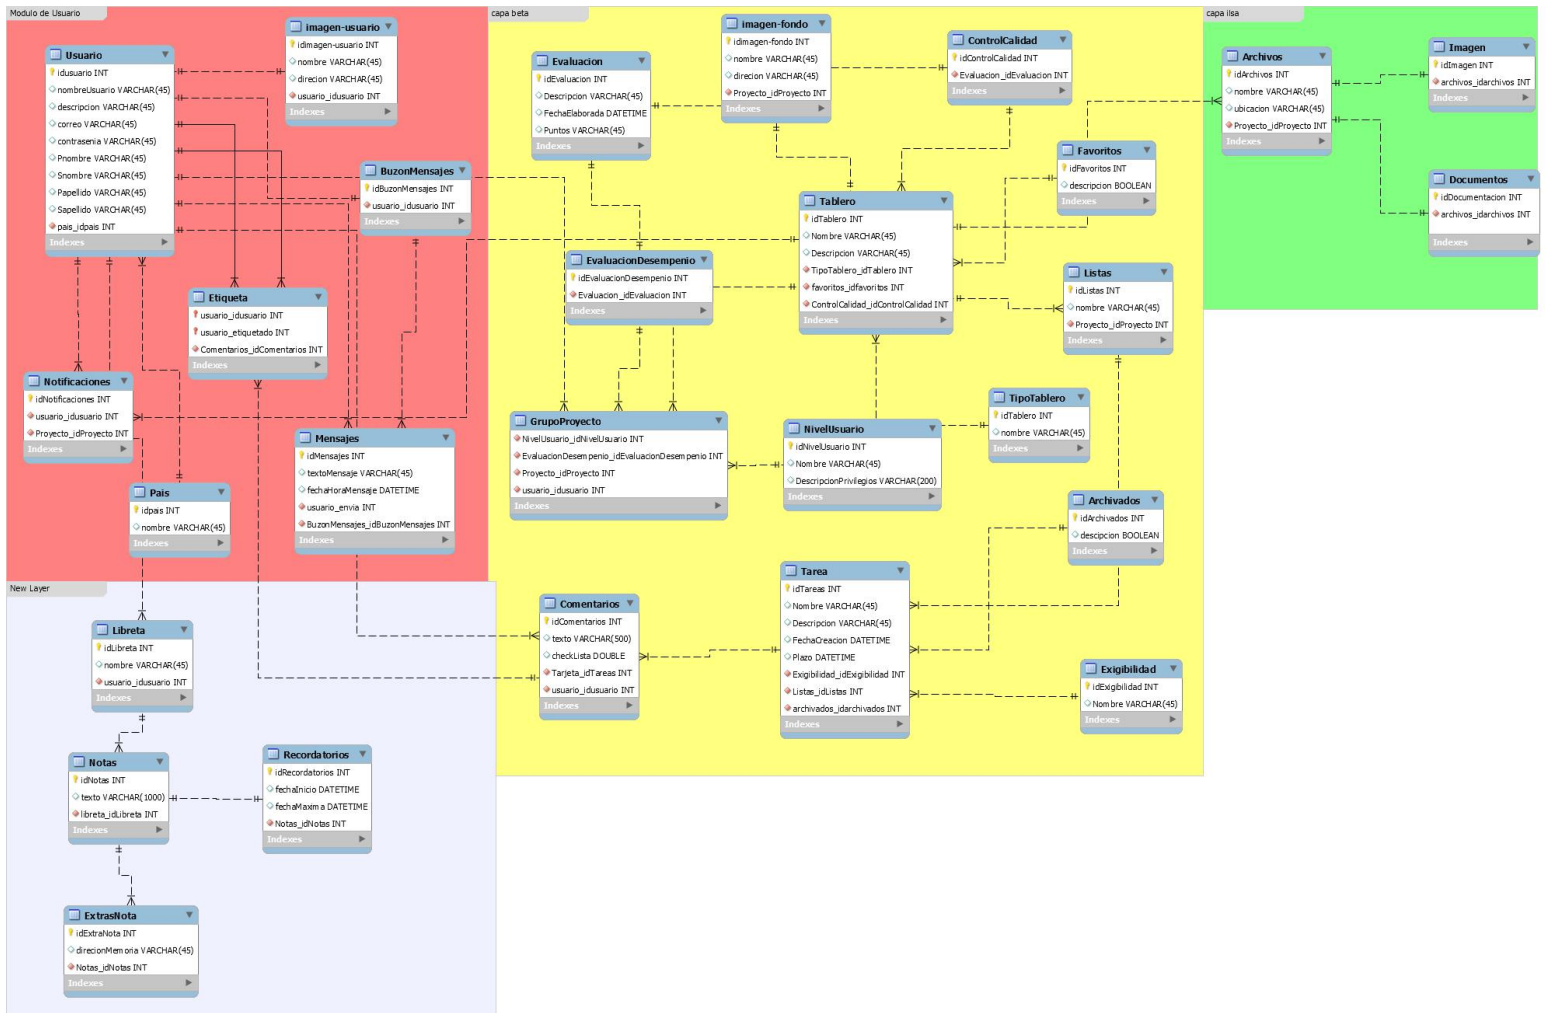 Modulo de Usuario
Usuario
idusuario INT
nombreUsuario VARCHAR(45)
descripcion VARCHAR(45)
correo VARCHAR(45)
contrasenia VARCHAR(45)
Pnombre VARCHAR(45)
Snombre VARCHAR(45)
Papellido VARCHAR(45)
Sapellido VARCHAR(45)
pais_idpais INT
Indexes
imagen-usuario
idimagen-usuario INT
nombre VARCHAR(45)
direcion VARCHAR(45)
usuario_idusuario INT
Indexes
BuzonMensajes
idBuzonMensajes INT
usuario_idusuario INT
Indexes
Etiqueta
usuario_idusuario INT
usuario_etiquetado INT
Comentarios_idComentarios INT
Indexes
Notificaciones
idNotificaciones INT
usuario_idusuario INT
Proyecto_idProyecto INT
Indexes
Mensajes
idMensajes INT
textoMensaje VARCHAR(45)
fechaHoraMensaje DATETIME
usuario_envia INT
BuzonMensajes_idBuzonMensajes INT
Indexes
Pais
idpais INT
nombre VARCHAR(45)
Indexes
New Layer
Libreta
idLibreta INT
nombre VARCHAR(45)
usuario_idusuario INT
Indexes
Notas
idNotas INT
texto VARCHAR(1000)
libreta_idLibreta INT
Indexes
Recordatorios
idRecordatorios INT
fechaInicio DATETIME
fechaMaxima DATETIME
Notas_idNotas INT
Indexes
ExtrasNota
idExtraNota INT
direcionMemoria VARCHAR(45)
Notas_idNotas INT
Indexes
capa beta
Evaluacion
idEvaluacion INT
Descripcion VARCHAR(45)
FechaElaborada DATETIME
Puntos VARCHAR(45)
Indexes
imagen-fondo
idimagen-fondo INT
nombre VARCHAR(45)
direcion VARCHAR(45)
Proyecto_idProyecto INT
Indexes
ControlCalidad
idControlCalidad INT
Evaluacion_idEvaluacion INT
Indexes
Favoritos
idFavoritos INT
descripcion BOOLEAN
Indexes
Tablero
idTablero INT
Nombre VARCHAR(45)
Descripcion VARCHAR(45)
TipoTablero_idTablero INT
favoritos_idfavoritos INT
ControlCalidad_idControlCalidad INT
Indexes
EvaluacionDesempenio
idEvaluacionDesempenio INT
Evaluacion_idEvaluacion INT
Indexes
Listas
idListas INT
nombre VARCHAR(45)
Proyecto_idProyecto INT
Indexes
GrupoProyecto
NivelUsuario_idNivelUsuario INT
EvaluacionDesempenio_idEvaluacionDesempenio INT
Proyecto_idProyecto INT
usuario_idusuario INT
Indexes
NivelUsuario
idNivelUsuario INT
Nombre VARCHAR(45)
DescripcionPrivilegios VARCHAR(200)
Indexes
TipoTablero
idTablero INT
nombre VARCHAR(45)
Indexes
Archivados
idArchivados INT
descipcion BOOLEAN
Indexes
Comentarios
idComentarios INT
texto VARCHAR(500)
checkLista DOUBLE
Tarjeta_idTareas INT
usuario_idusuario INT
Indexes
Tarea
idTareas INT
Nombre VARCHAR(45)
Descripcion VARCHAR(45)
FechaCreacion DATETIME
Plazo DATETIME
Exigibilidad_idExigibilidad INT
Listas_idListas INT
archivados_idarchivados INT
Indexes
Exigibilidad
idExigibilidad INT
Nombre VARCHAR(45)
Indexes
capa ilsa
Archivos
idArchivos INT
nombre VARCHAR(45)
ubicacion VARCHAR(45)
Proyecto_idProyecto INT
Indexes
Imagen
idImagen INT
archivos_idarchivos INT
Indexes
Documentos
idDocumentacion INT
archivos_idarchivos INT
Indexes